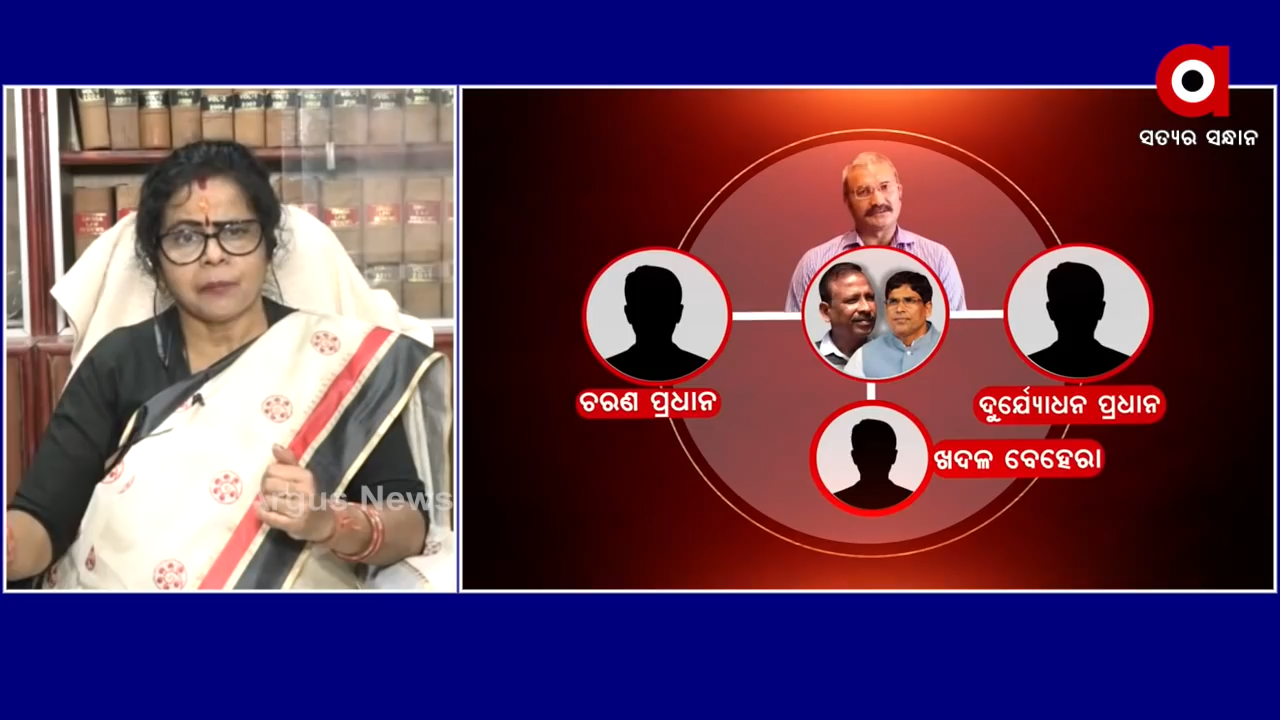 ସତ୍ୟର ସନ୍ଧାନ
ଚରଣ ପ୍ରଧାନ
ଦୁର୍ଯ୍ୟୋଧନ ପ୍ରଧାନ
ଖଦଳ ବେହେରା
Argus News